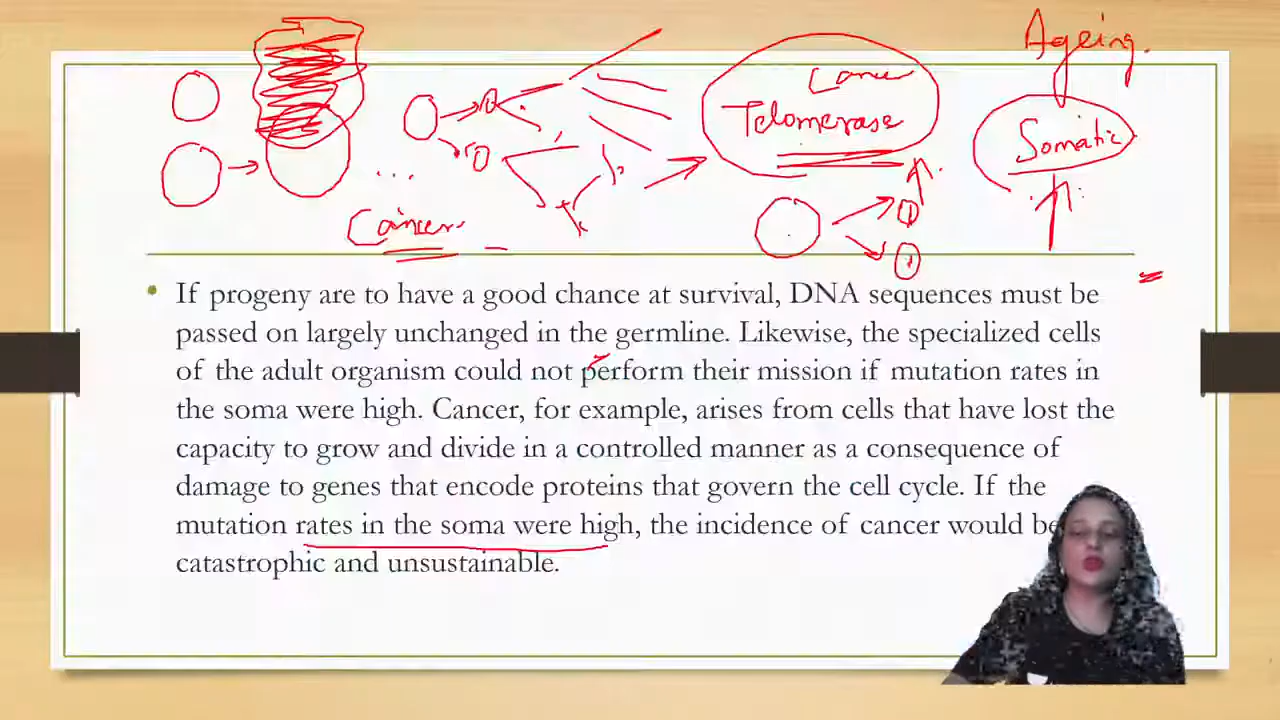 Ageing.
Cance
Telomerase
Somatic
Cancer
If progeny are to have a good chance at survival, DNA sequences must be
passed on largely unchanged in the germline. Likewise, the specialized cells
of the adult organism could not perform their mission if mutation rates in
the soma were high. Cancer, for example, arises from cells that have lost the
capacity to grow and divide in a controlled manner as a consequence of
damage to genes that encode proteins that govern the cell cycle. If the
mutation rates in the soma were high, the incidence of cancer would be
catastrophic and unsustainable.